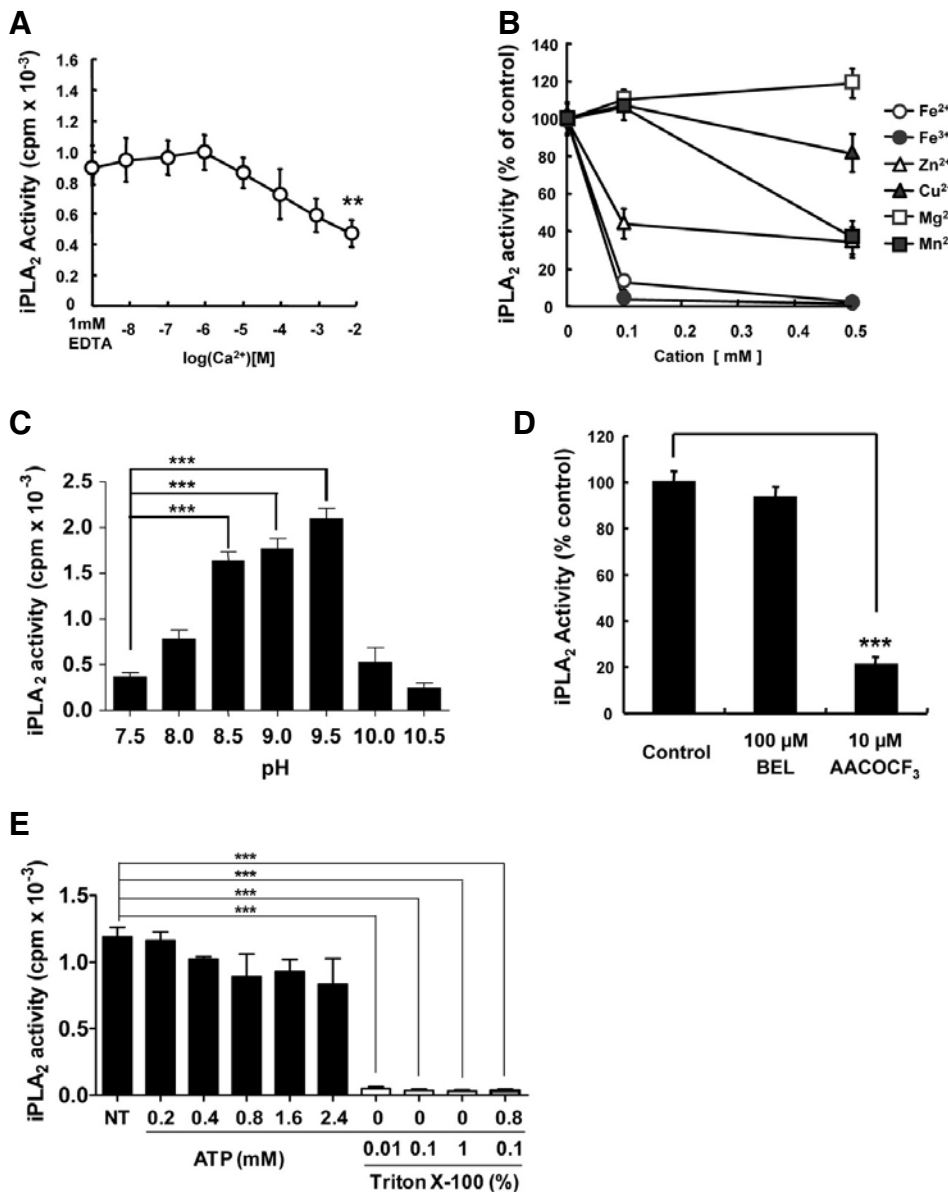 A
iPLA2 Activity (cpm x 10-3)
1.6
1.4
1.2
1.0
0.8
0.6
0.4
0.2
0
**
1mM EDTA -8 -7 -6 -5 -4 -3 -2
log(Ca2+)[M]
B
iPLA2 activity (% of control)
140
120
100
80
60
40
20
0
0 0.1 0.2 0.3 0.4 0.5
Cation [ mM ]
Fe2+
Fe3+
Zn2+
Cu2
Mg2
Mn2
C
iPLA2 activity (cpm x 10-3)
***
***
***
2.5
2.0
1.5
1.0
0.5
0.0
7.5 8.0 8.5 9.0 9.5 10.0 10.5
pH
D
iPLA2 Activity (% control)
120
100
80
60
40
20
0
***
Control
100 µM BEL
10 µM AACOCF3
E
iPLA2 activity (cpm x 10-3)
***
***
***
***
1.5
1.0
0.5
0.0
NT 0.2 0.4 0.8 1.6 2.4 0 0 0 0.8
ATP (mM)
0.01 0.1 1 0.1
Triton X-100 (%)